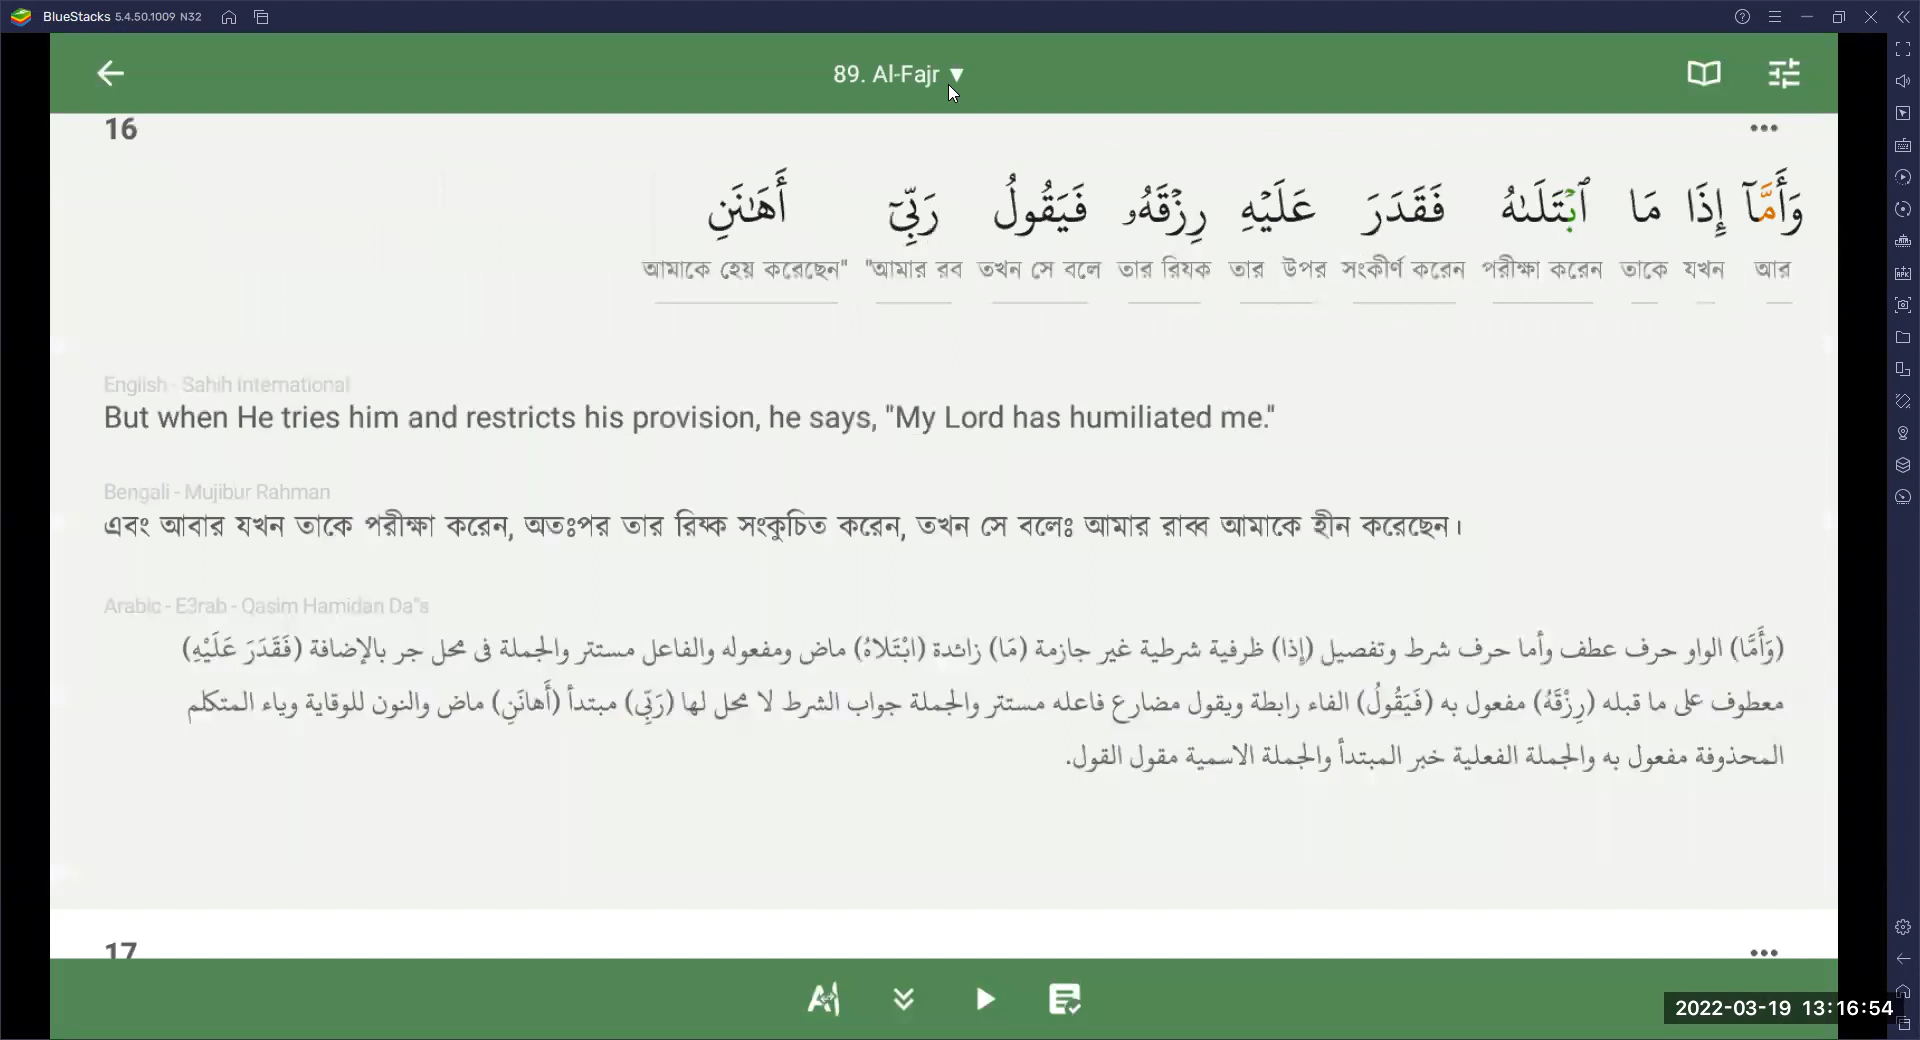 BlueStacks 5.4.50.1009 N32
89. Al-Fajr ▼
16
وَأَمَّآ إِذَا مَا ٱبْتَلَىٰهُ فَقَدَرَ عَلَيْهِ رِزْقَهُۥ فَيَقُولُ رَبِّىٓ أَهَٰنَنِ
আমাকে হেয় করেছেন" "আমার রব তখন সে বলে তার রিযক তার উপর সংকীর্ণ করেন পরীক্ষা করেন তাকে যখন আর
English - Sahih International
But when He tries him and restricts his provision, he says, "My Lord has humiliated me."
Bengali - Mujibur Rahman
এবং আবার যখন তাকে পরীক্ষা করেন, অতঃপর তার রিয্ক সংকুচিত করেন, তখন সে বলেঃ আমার রাব্ব আমাকে হীন করেছেন।
Arabic - E3rab - Qasim Hamidan Da"s
(وَأَمَّا) الواو حرف عطف وأما حرف شرط وتفصيل (إِذا) ظرفية شرطية غير جازمة (مَا) زائدة (ابْتَلاهُ) ماض ومفعوله والفاعل مستتر والجملة في محل جر بالإضافة (فَقَدَرَ عَلَيْهِ)
معطوف على ما قبله (رِزْقَهُ) مفعول به (فَيَقُولُ) الفاء رابطة ويقول مضارع فاعله مستتر والجملة جواب الشرط لا محل لها (رَبِّي) مبتدأ (أَهانَنِ) ماض والنون للوقاية وياء المتكلم
المحذوفة مفعول به والجملة الفعلية خبر المبتدأ والجملة الاسمية مقول القول.
17
2022-03-19 13:16:54